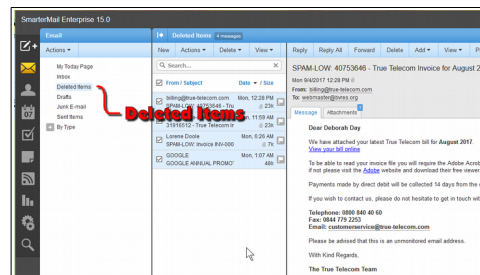 SmarterMail Enterprise 15.0
Email
Deleted Items 4 messages
Actions
New Actions Delete View
Reply Reply All Forward Delete Add View
My Today Page
Inbox
Deleted Items
Drafts
Junk E-mail
Sent Items
By Type
Search...
From / Subject Date / Size
billing@true-telecom.com Mon, 12:28 PM
SPAM-LOW: 40753646 - Tru 23k
Mon, 11:59 AM
31916512 - True Telecom Ir 23k
Lorene Doole Mon, 6:26 AM
SPAM-LOW: Invoice INV-000 7k
GOOGLE Mon, 1:07 AM
GOOGLE ANNUAL PROMO 48k
Deleted Items
07
SPAM-LOW: 40753646 - True Telecom Invoice for August 2
Mon 9/4/2017 12:28 PM
From: billing@true-telecom.com
To: webmaster@bvres.org
Message Attachments
Dear Deborah Day
We have attached your latest True Telecom bill for August 2017.
View your bill online
To be able to read your invoice file you will require the Adobe Acrob
if not please visit the Adobe website and download their free viewer
Payments made by direct debit will be collected 14 days from the
If you wish to contact us, please do not hesitate to get in touch wit
Telephone: 0800 840 40 60
Fax: 0844 779 2253
Email: customerservice@true-telecom.com
Please be advised that this is an unmonitored email address.
With Kind Regards,
The True Telecom Team